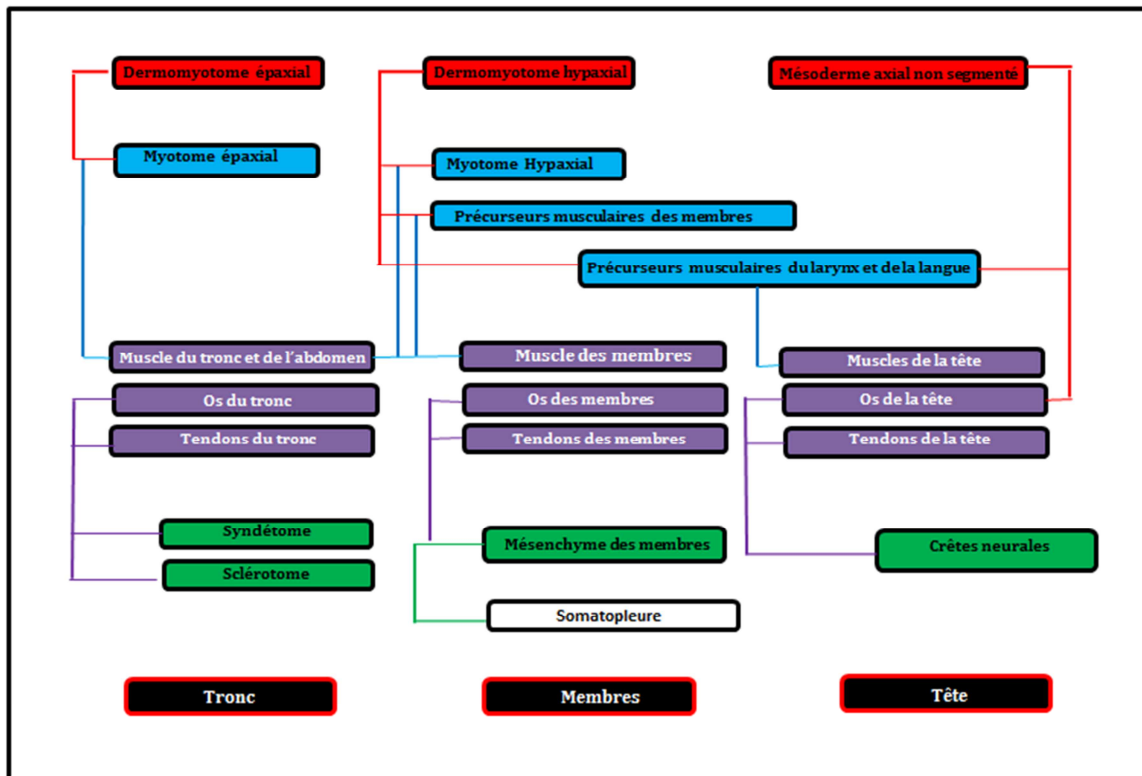 Dermomyotome épaxial
Dermomyotome hypaxial
Mésoderme axial non segmenté
Myotome épaxial
Myotome Hypaxial
Précurseurs musculaires des membres
Précurseurs musculaires du larynx et de la langue
Muscle du tronc et de l'abdomen
Muscle des membres
Muscles de la tête
Os du tronc
Os des membres
Os de la tête
Tendons du tronc
Tendons des membres
Tendons de la tête
Syndétome
Mésenchyme des membres
Crêtes neurales
Sclérotome
Somatopleure
Tronc
Membres
Tête